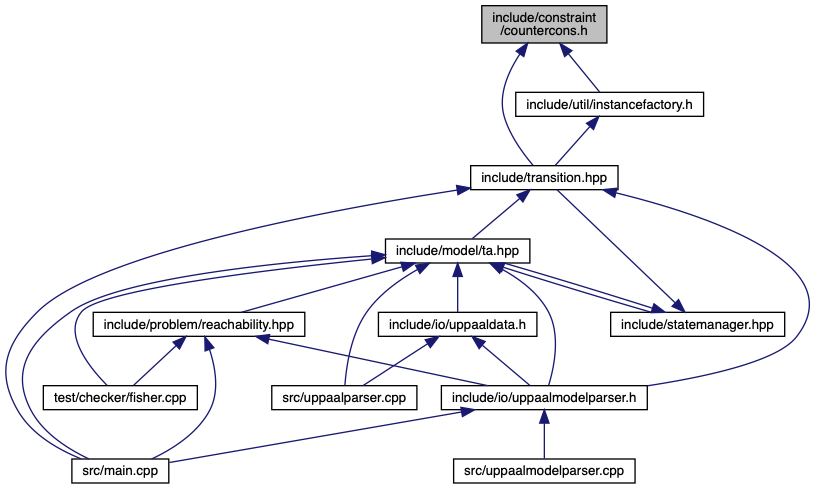 include/constraint
/countercons.h
include/util/instancefactory.h
include/transition.hpp
include/model/ta.hpp
include/problem/reachability.hpp
include/io/uppaaldata.h
include/statemanager.hpp
test/checker/fisher.cpp
src/uppaalparser.cpp
include/io/uppaalmodelparser.h
src/main.cpp
src/uppaalmodelparser.cpp